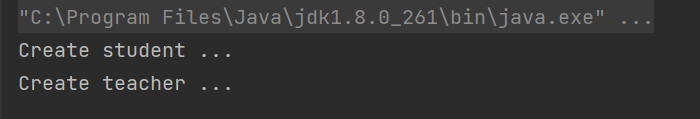 "C:\Program Files\Java\jdk1.8.0_261\bin\java.exe" ...
Create student ...
Create teacher ...